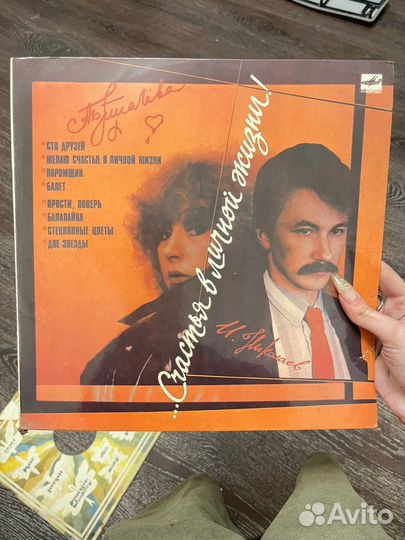 Пугачёва
СТО ДРУЗЕЙ
ЖЕЛАЮ СЧАСТЬЯ В ЛИЧНОЙ ЖИЗНИ
ПАРОМЩИК
БАЛЕТ
ПРОСТИ, ПОВЕРЬ
БАЛАЛАЙКА
СТЕКЛЯННЫЕ ЦВЕТЫ
ДВЕ ЗВЕЗДЫ
...Счастья в личной жизни!
И. Николаев
Avito